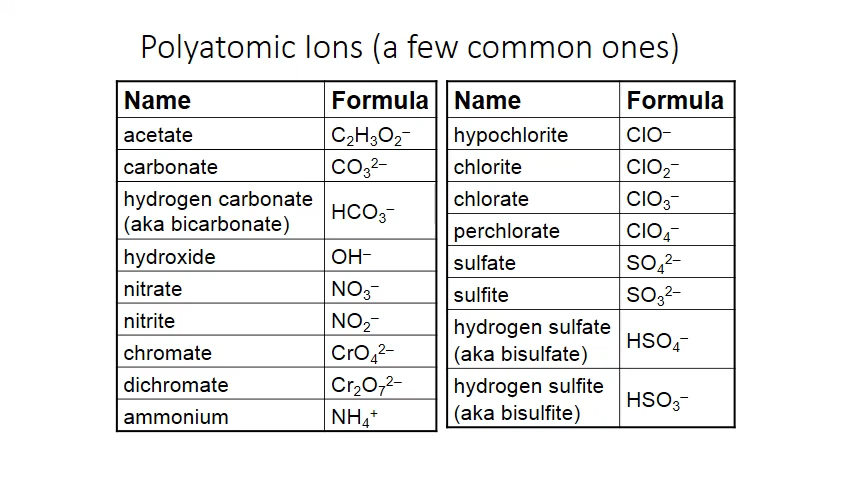 Polyatomic Ions (a few common ones)
Name Formula
acetate C₂H₃O₂⁻
carbonate CO₃²⁻
hydrogen carbonate
(aka bicarbonate) HCO₃⁻
hydroxide OH⁻
nitrate NO₃⁻
nitrite NO₂⁻
chromate CrO₄²⁻
dichromate Cr₂O₇²⁻
ammonium NH₄⁺
Name Formula
hypochlorite ClO⁻
chlorite ClO₂⁻
chlorate ClO₃⁻
perchlorate ClO₄⁻
sulfate SO₄²⁻
sulfite SO₃²⁻
hydrogen sulfate
(aka bisulfate) HSO₄⁻
hydrogen sulfite
(aka bisulfite) HSO₃⁻